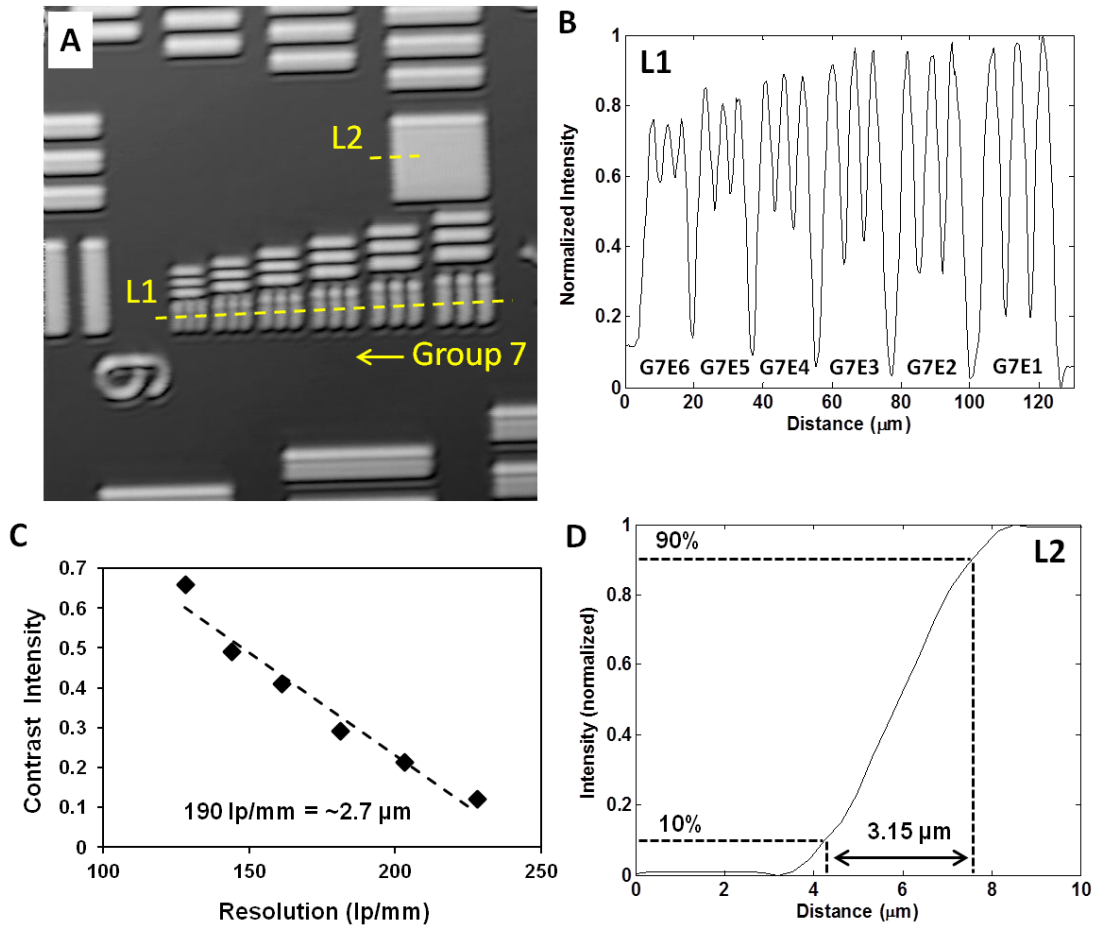 A
L2
L1
Group 7
6
B
L1
Normalized Intensity
1
0.8
0.6
0.4
0.2
0
G7E6 G7E5 G7E4 G7E3 G7E2 G7E1
0 20 40 60 80 100 120
Distance (μm)
C
Contrast Intensity
0.7
0.6
0.5
0.4
0.3
0.2
0.1
0
190 lp/mm = ~2.7 μm
100 150 200 250
Resolution (lp/mm)
D
L2
Intensity (normalized)
1
0.8
0.6
0.4
0.2
0
90%
10%
3.15 μm
0 2 4 6 8 10
Distance (μm)